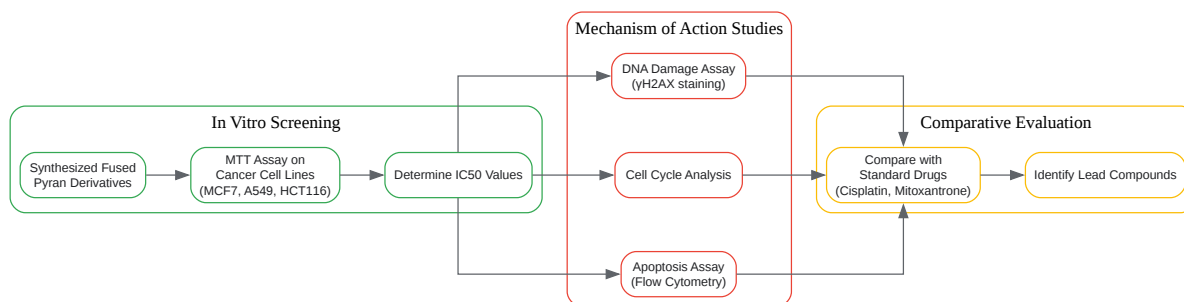 In Vitro Screening
Synthesized Fused
Pyran Derivatives
MTT Assay on
Cancer Cell Lines
(MCF7, A549, HCT116)
Determine IC50 Values
Mechanism of Action Studies
DNA Damage Assay
(γH2AX staining)
Cell Cycle Analysis
Apoptosis Assay
(Flow Cytometry)
Comparative Evaluation
Compare with
Standard Drugs
(Cisplatin, Mitoxantrone)
Identify Lead Compounds